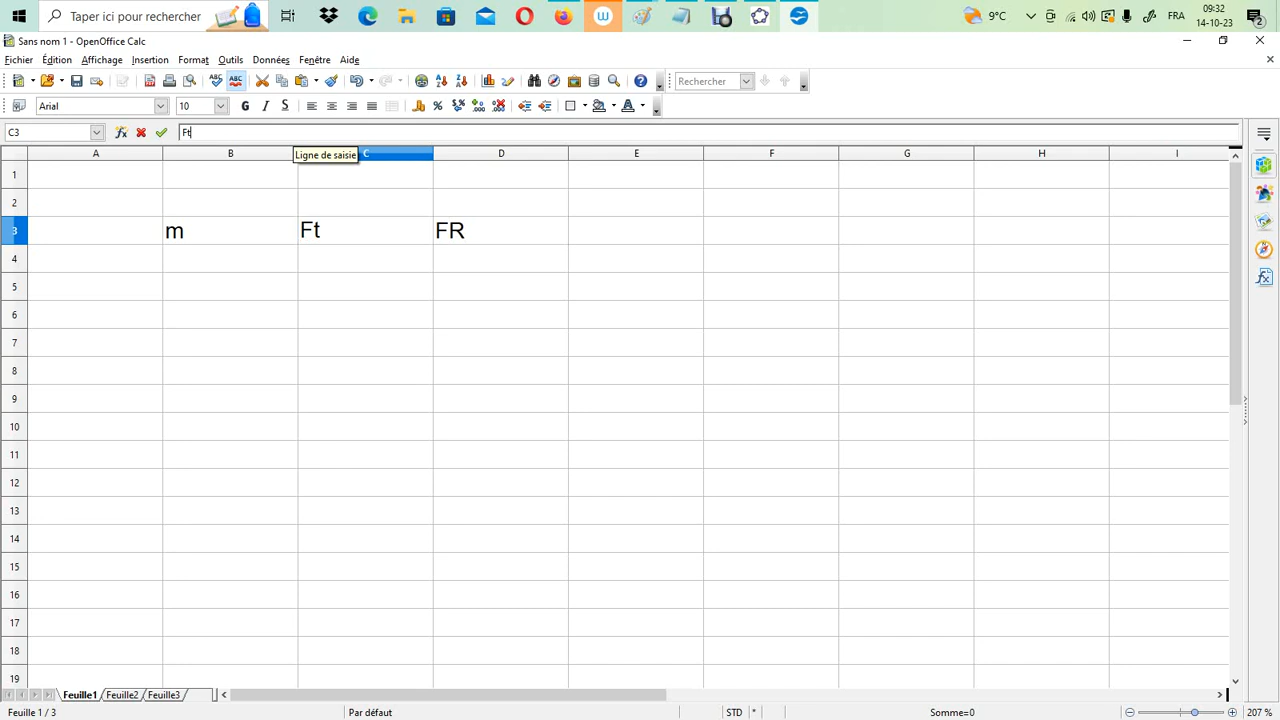 Taper ici pour rechercher
9°C
FRA
09:32
14-10-23
2
Sans nom 1 - OpenOffice Calc
Fichier Édition Affichage Insertion Format Outils Données Fenêtre Aide
Rechercher
Arial
10
G I S
C3
Ft
Ligne de saisie
A B C D E F G H I
1
2
3 m Ft FR
4
5
6
7
8
9
10
11
12
13
14
15
16
17
18
19
Feuille1 Feuille2 Feuille3
Feuille 1 / 3 Par défaut STD * Somme=0 207 %